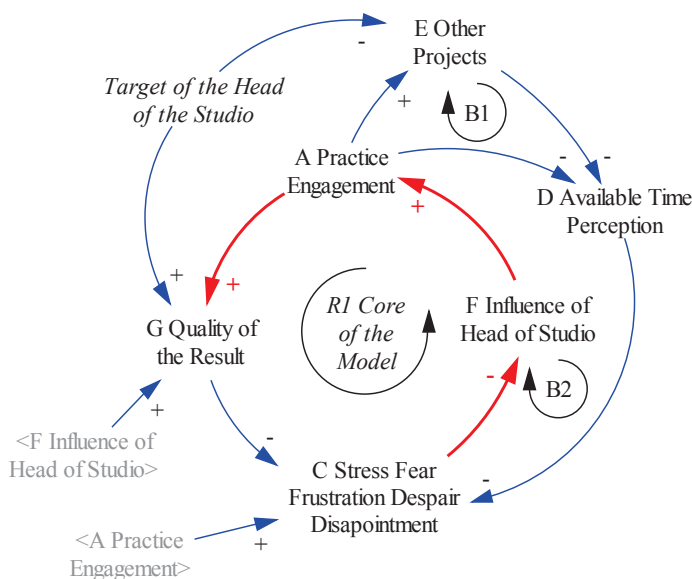 E Other
Projects
-
Target of the Head
of the Studio
+
B1
A Practice
Engagement
-
-
D Available Time
Perception
+
+
+
R1 Core
of the
Model
F Influence of
Head of Studio
G Quality of
the Result
-
B2
+
<F Influence of
Head of Studio>
-
C Stress Fear
Frustration Despair
Disapointment
-
<A Practice
Engagement>
+